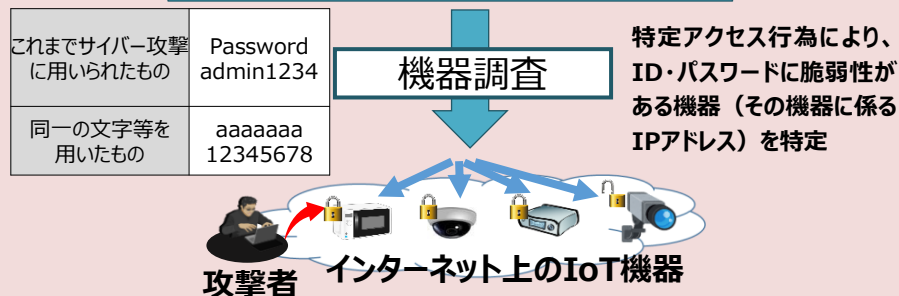 これまでサイバー攻撃
に用いられたもの
Password
admin1234
同一の文字等を
用いたもの
aaaaaaa
12345678
機器調査
特定アクセス行為により、
ID・パスワードに脆弱性が
ある機器（その機器に係る
IPアドレス）を特定
攻撃者
インターネット上のIoT機器